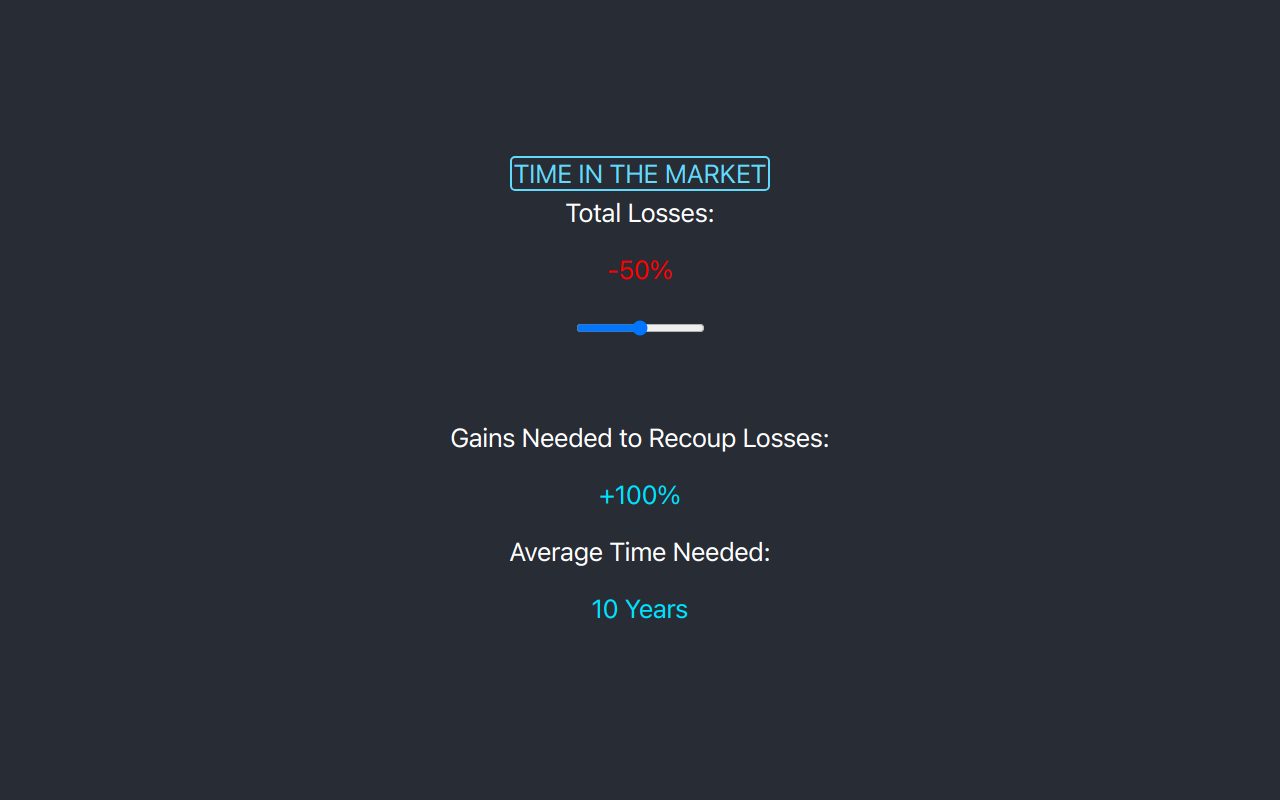 TIME IN THE MARKET
Total Losses:
-50%
Gains Needed to Recoup Losses:
+100%
Average Time Needed:
10 Years